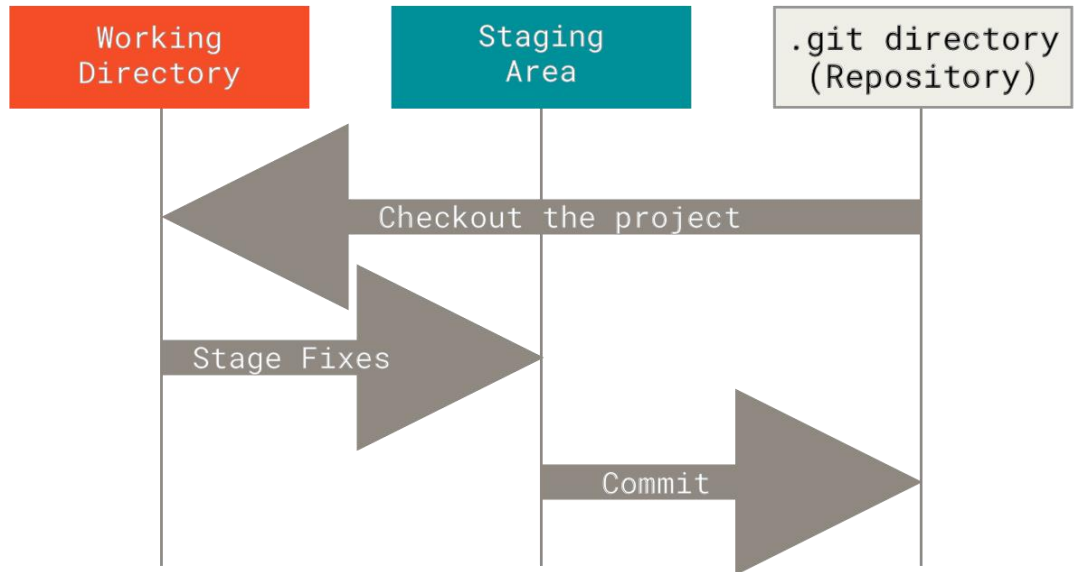 Working
Directory
Staging
Area
.git directory
(Repository)
Checkout the project
Stage Fixes
Commit